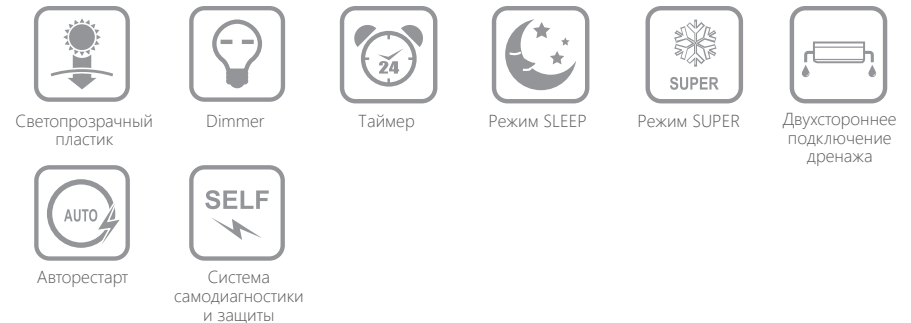 24
SUPER
Светопрозрачный
пластик
Dimmer
Таймер
Режим SLEEP
Режим SUPER
Двухстороннее
подключение
дренажа
AUTO
SELF
Авторестарт
Система
самодиагностики
и защиты